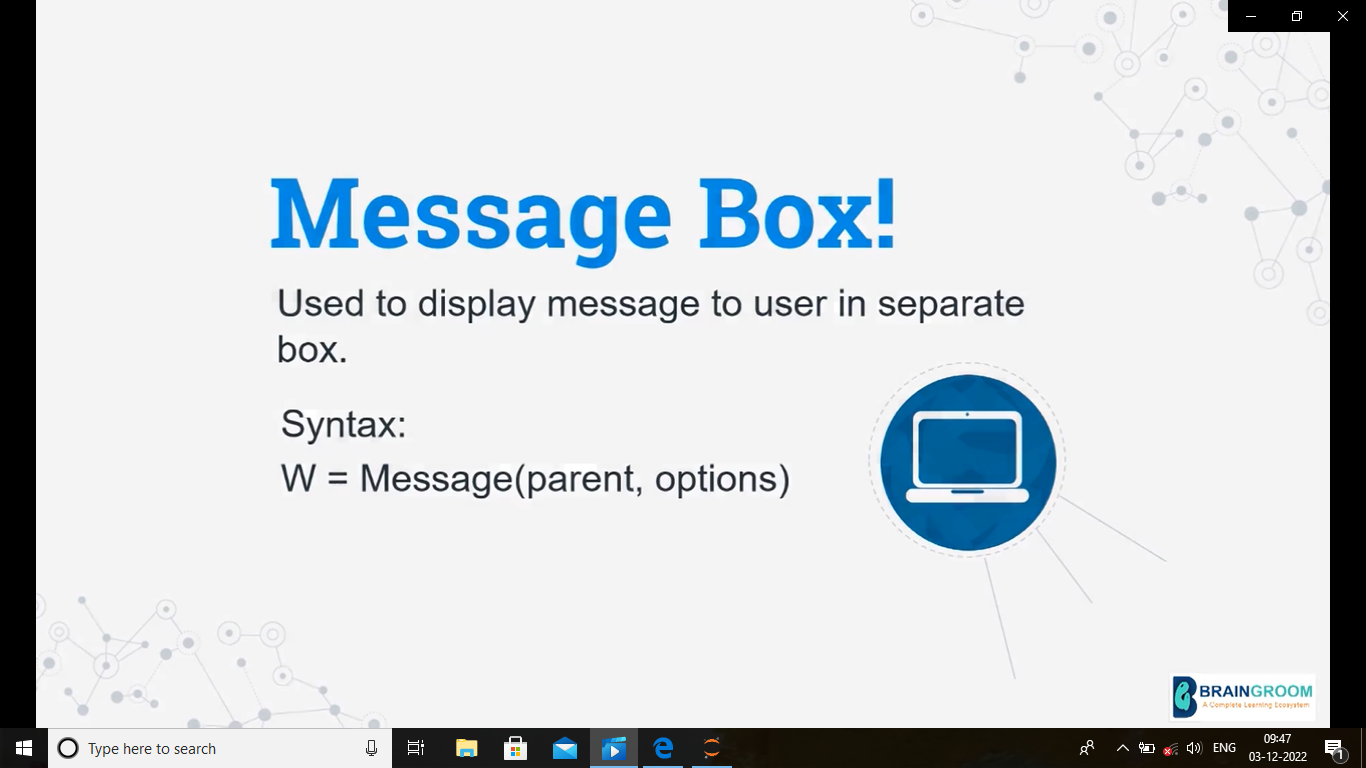 Message Box!
Used to display message to user in separate
box.
Syntax:
W = Message(parent, options)
BRAINGROOM
A Complete Learning Ecosystem
Type here to search
ENG
09:47
03-12-2022
1